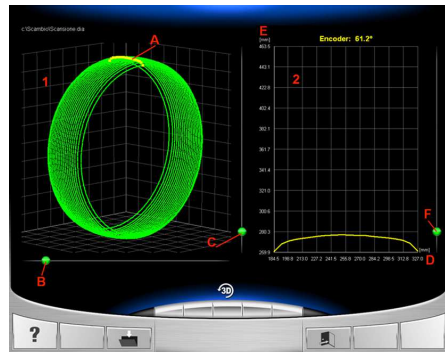 c:\Scambio\Scansione.dia
A
E
[mm]
Encoder: 61.2°
1
2
463.6
443.1
422.8
402.4
382.1
361.7
341.4
321.0
300.6
280.3
259.9
C
F
B
[mm]
D
184.5 198.8 213.0 227.2 241.5 255.8 270.0 284.2 298.5 312.8 327.0
3D
?